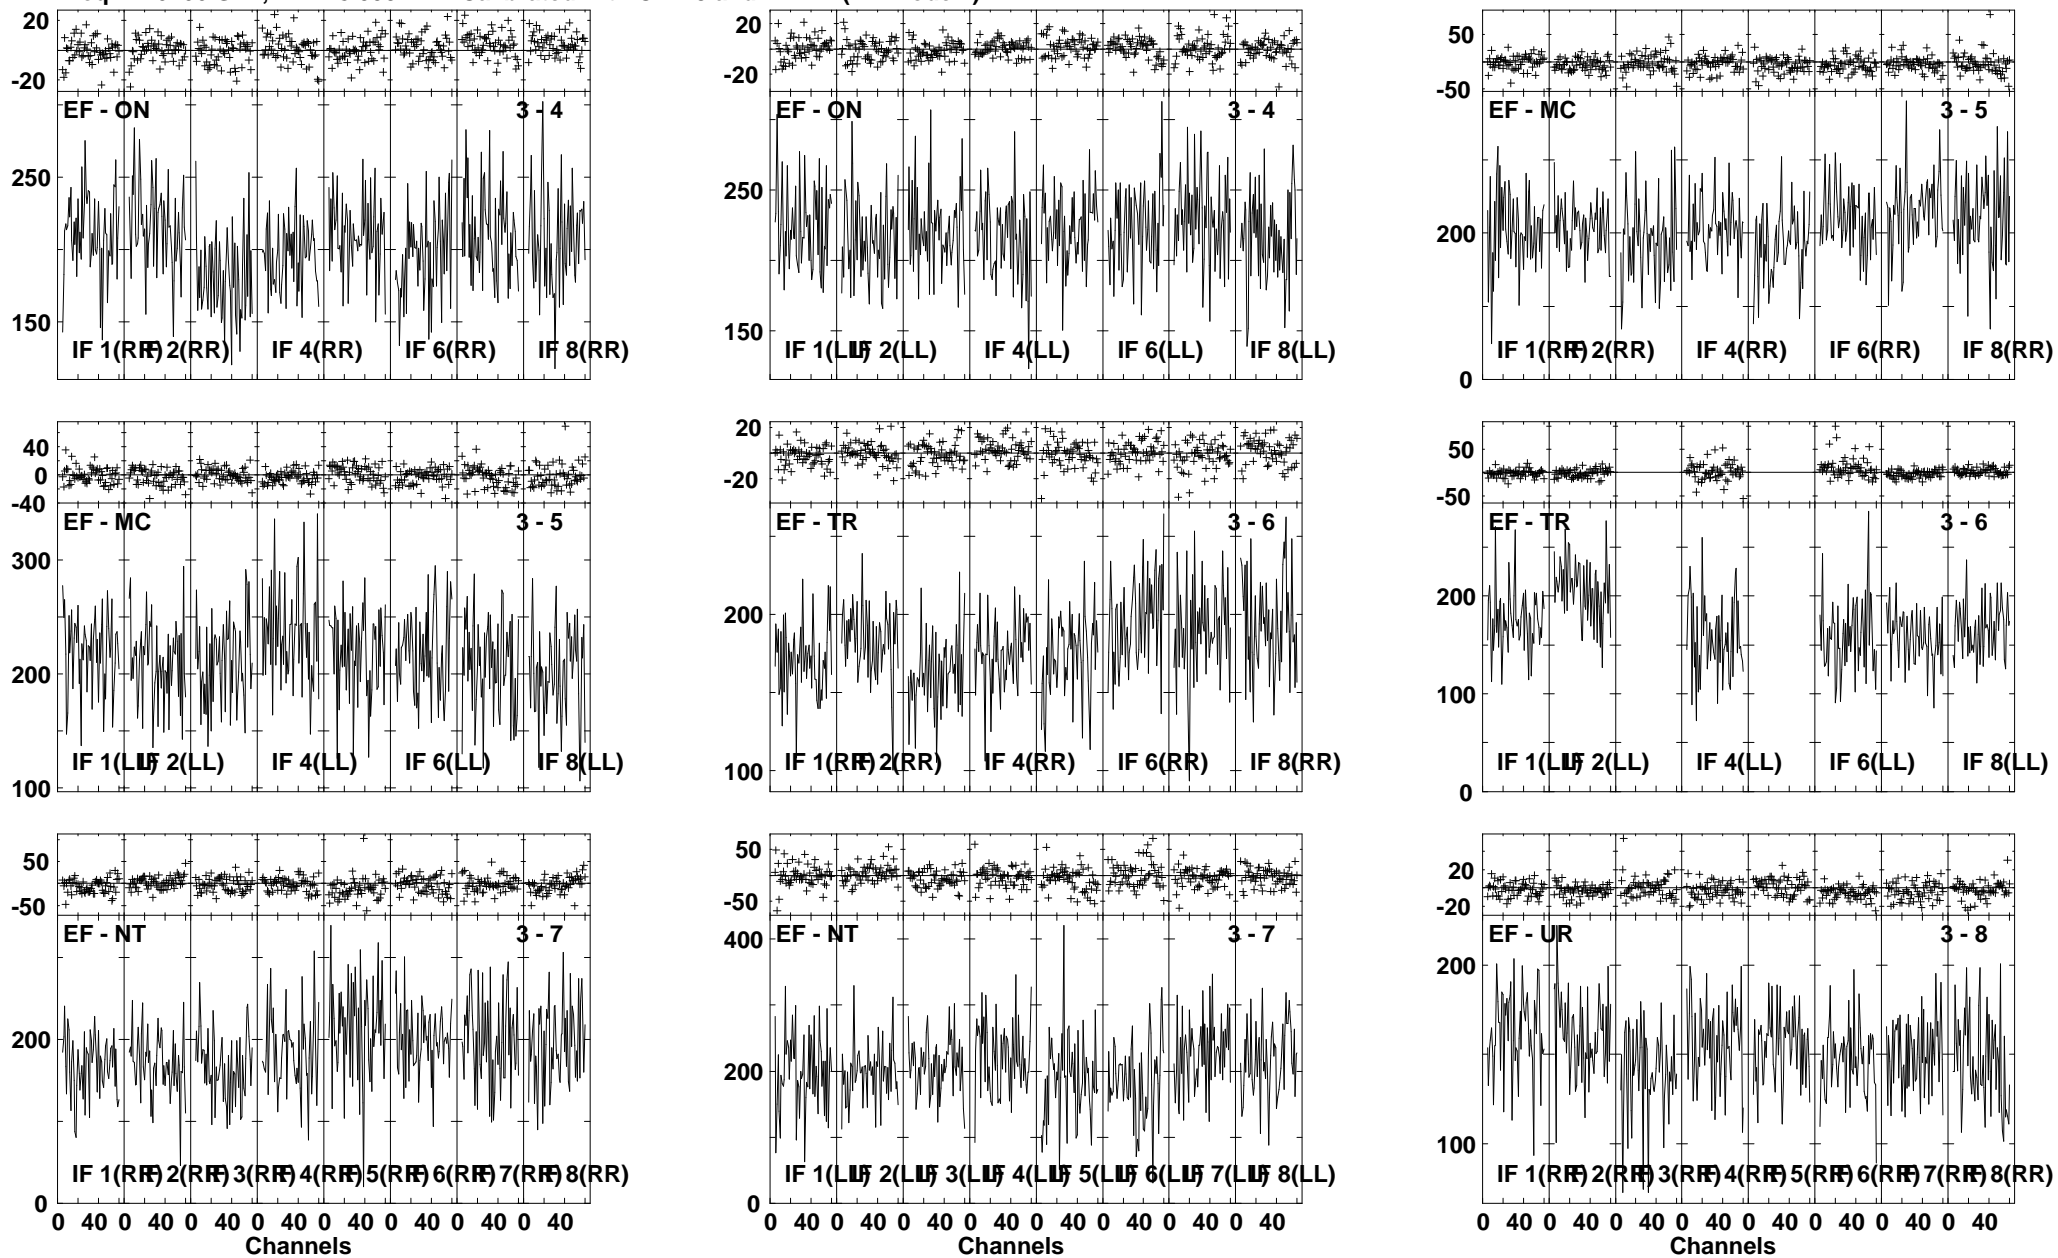 20
-20
EF - ON 3 - 4
250
150
IF 1(RR) IF 2(RR) IF 4(RR) IF 6(RR) IF 8(RR)
20
-20
EF - ON 3 - 4
250
150
IF 1(LL) IF 2(LL) IF 4(LL) IF 6(LL) IF 8(LL)
50
-50
EF - MC 3 - 5
200
0
IF 1(RR) IF 2(RR) IF 4(RR) IF 6(RR) IF 8(RR)
40
0
-40
EF - MC 3 - 5
300
200
100
IF 1(LL) IF 2(LL) IF 4(LL) IF 6(LL) IF 8(LL)
20
-20
EF - TR 3 - 6
200
100
IF 1(RR) IF 2(RR) IF 4(RR) IF 6(RR) IF 8(RR)
50
-50
EF - TR 3 - 6
200
100
0
IF 1(LL) IF 2(LL) IF 4(LL) IF 6(LL) IF 8(LL)
50
-50
EF - NT 3 - 7
200
0
IF 1(RR) IF 2(RR) IF 3(RR) IF 4(RR) IF 5(RR) IF 6(RR) IF 7(RR) IF 8(RR)
0 40 0 40 0 40 0 40 0 40 0 40 0 40 0 40
Channels
50
-50
EF - NT 3 - 7
400
200
0
IF 1(LL) IF 2(LL) IF 3(LL) IF 4(LL) IF 5(LL) IF 6(LL) IF 7(LL) IF 8(LL)
0 40 0 40 0 40 0 40 0 40 0 40 0 40 0 40
Channels
20
-20
EF - UR 3 - 8
200
100
IF 1(RR) IF 2(RR) IF 3(RR) IF 4(RR) IF 5(RR) IF 6(RR) IF 7(RR) IF 8(RR)
0 40 0 40 0 40 0 40 0 40 0 40 0 40 0 40
Channels